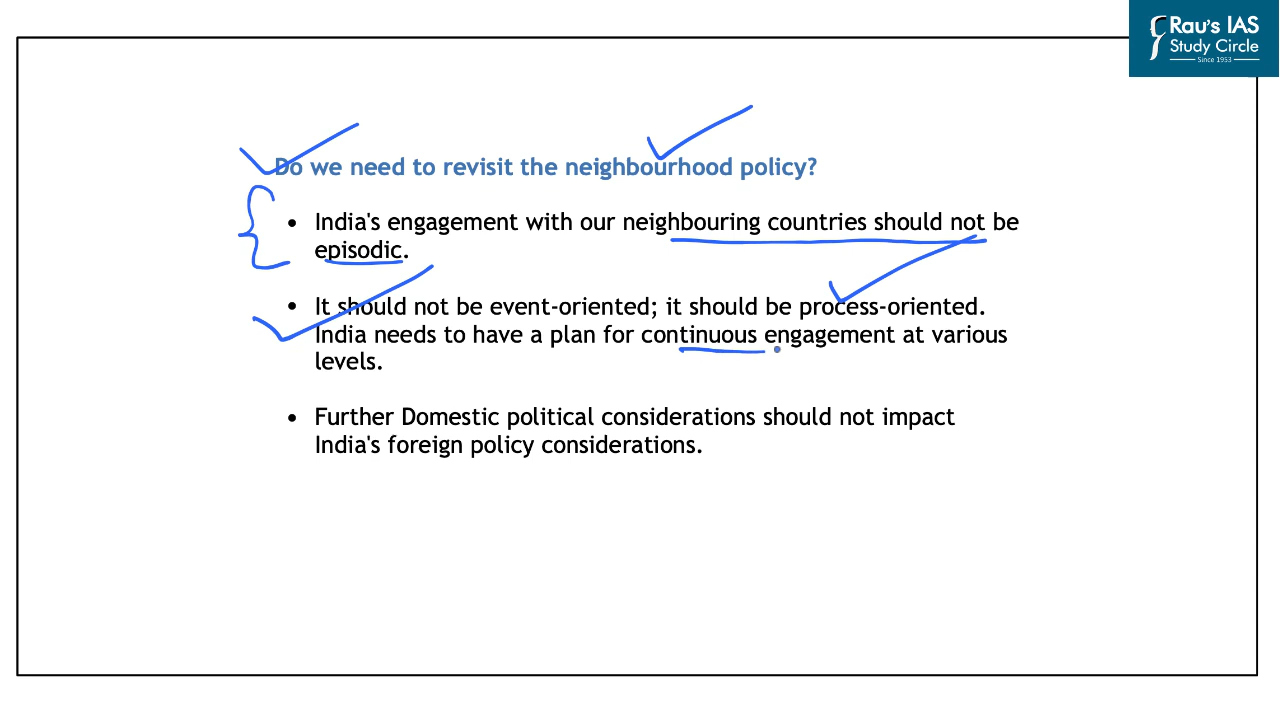 Rau's IAS
Study Circle
Since 1953
Do we need to revisit the neighbourhood policy?
• India's engagement with our neighbouring countries should not be
episodic.
• It should not be event-oriented; it should be process-oriented.
India needs to have a plan for continuous engagement at various
levels.
• Further Domestic political considerations should not impact
India's foreign policy considerations.